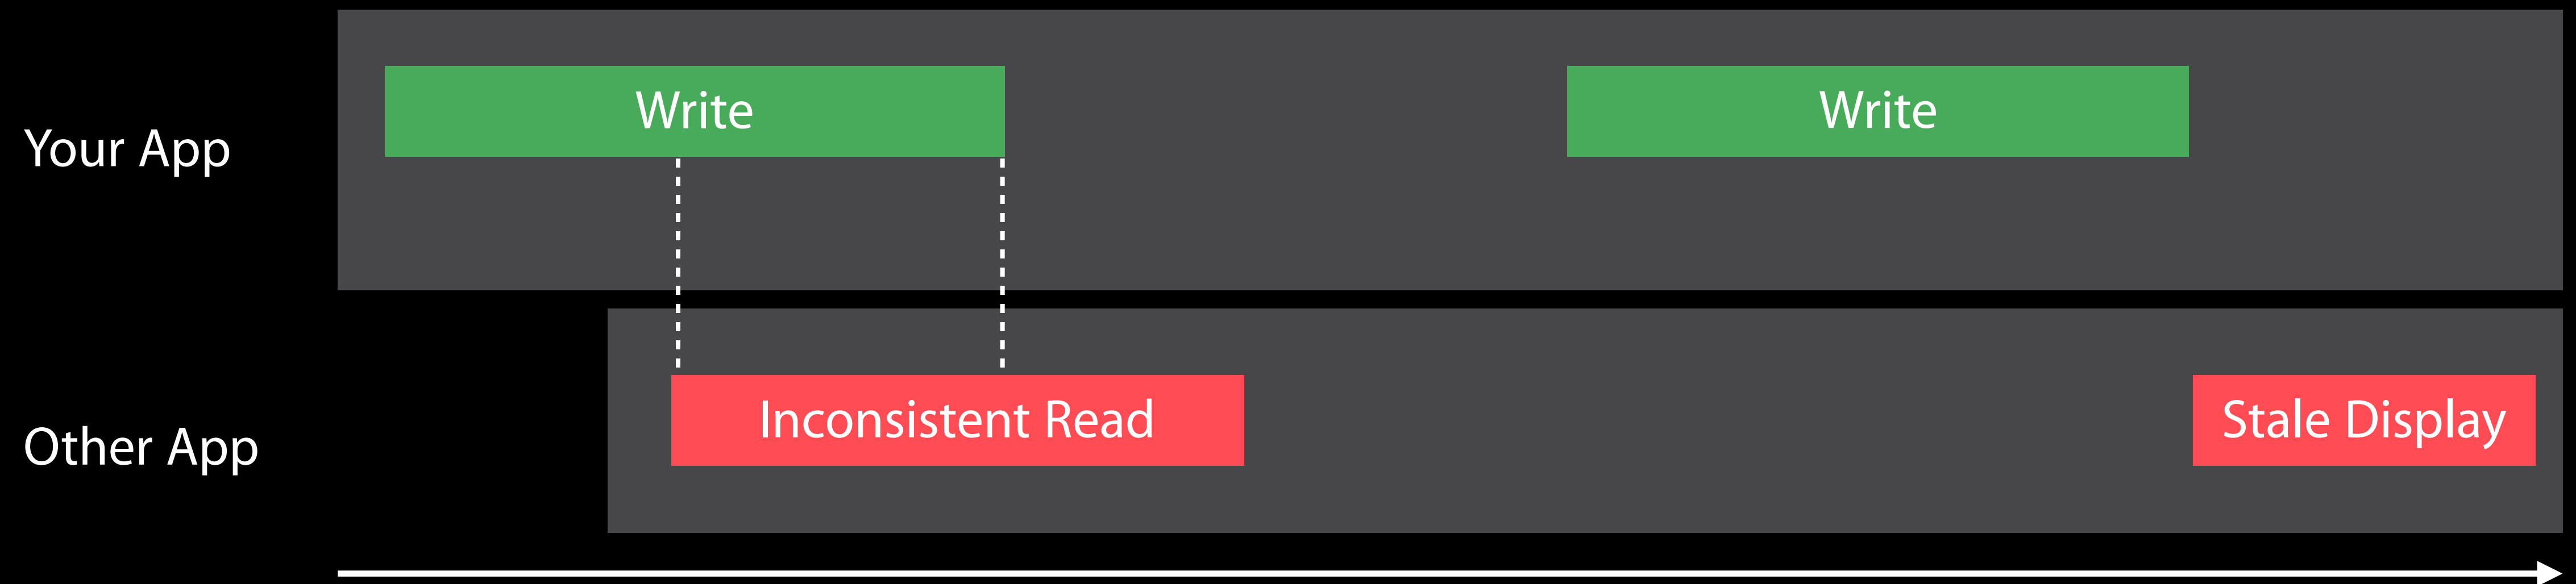 Your App
Write
Write
Other App
Inconsistent Read
Stale Display